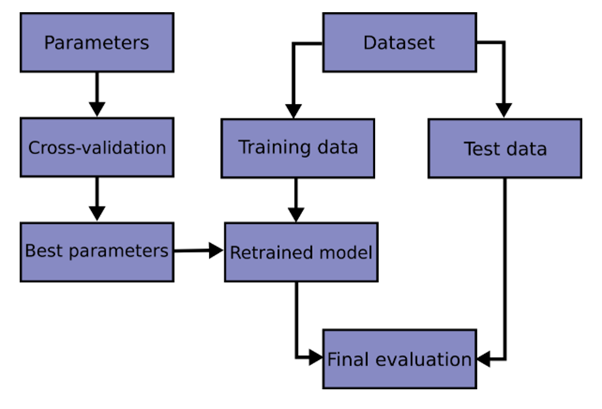 Parameters
Dataset
Cross-validation
Training data
Test data
Best parameters
Retrained model
Final evaluation